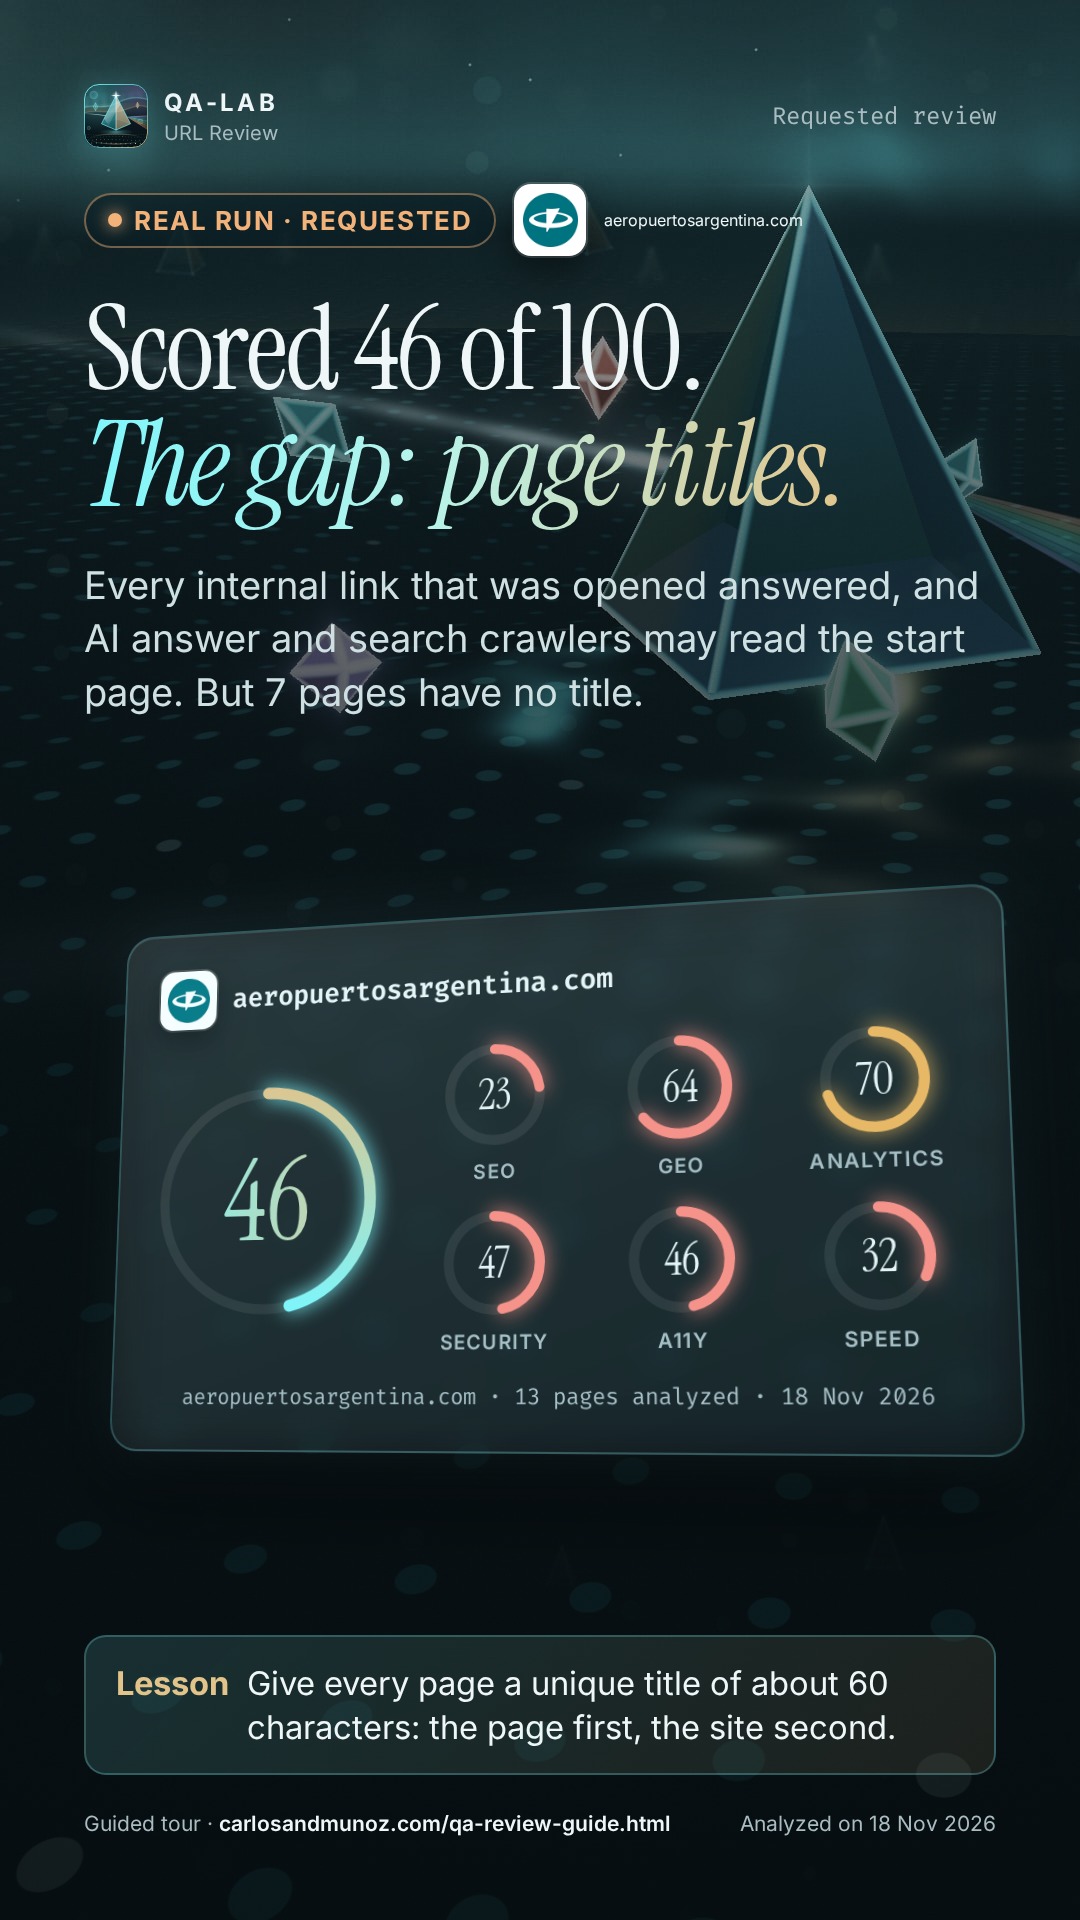 QA-LAB
URL Review
Requested review
REAL RUN · REQUESTED
aeropuertosargentina.com
Scored 46 of 100.
The gap: page titles.
Every internal link that was opened answered, and
AI answer and search crawlers may read the start
page. But 7 pages have no title.
aeropuertosargentina.com
46
23
SEO
64
GEO
70
ANALYTICS
47
SECURITY
46
A11Y
32
SPEED
aeropuertosargentina.com · 13 pages analyzed · 18 Nov 2026
Lesson Give every page a unique title of about 60
characters: the page first, the site second.
Guided tour · carlosandmunoz.com/qa-review-guide.html
Analyzed on 18 Nov 2026